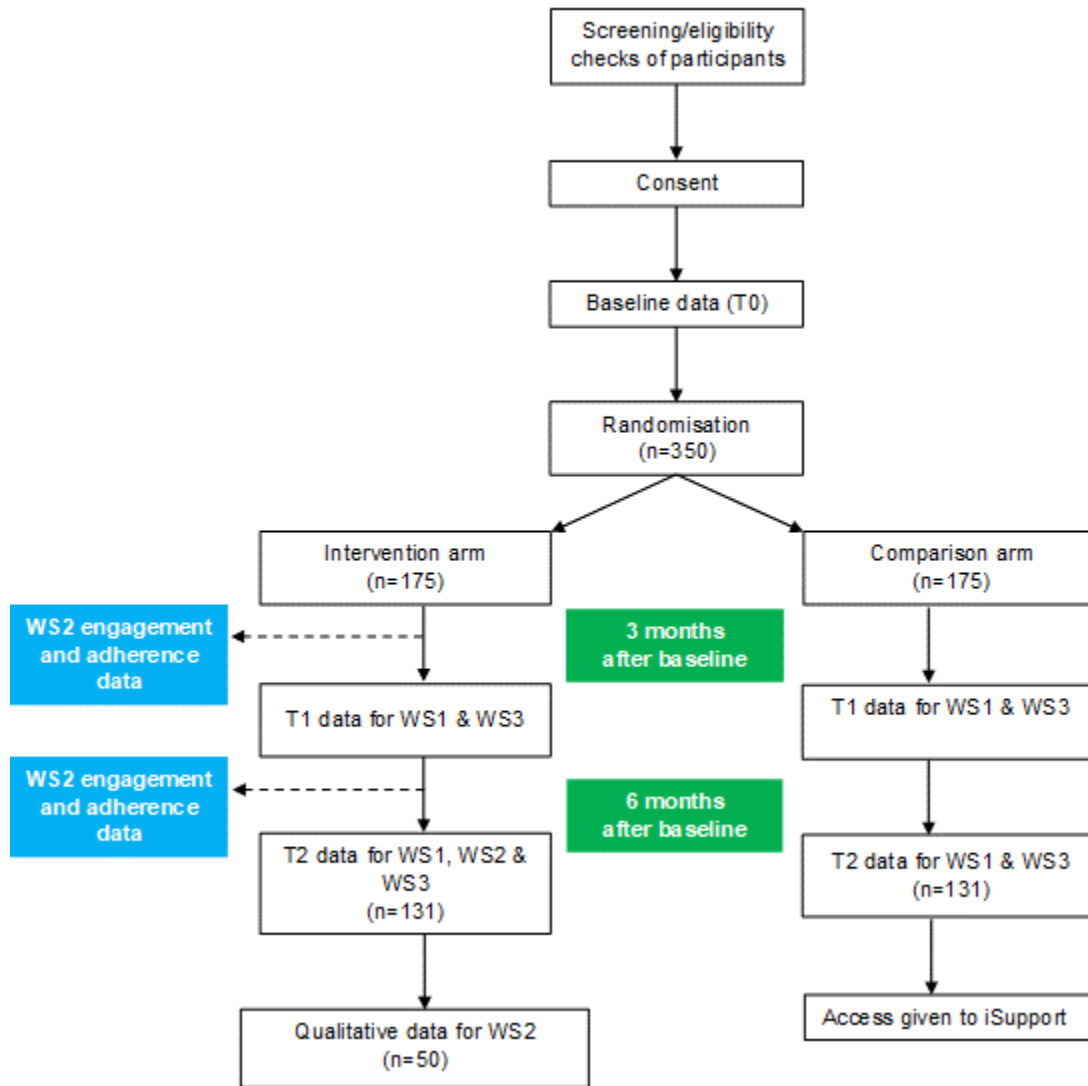 Screening/eligibility
checks of participants
Consent
Baseline data (T0)
Randomisation
(n=350)
Intervention arm
(n=175)
Comparison arm
(n=175)
WS2 engagement
and adherence
data
3 months
after baseline
T1 data for WS1 & WS3
T1 data for WS1 & WS3
WS2 engagement
and adherence
data
6 months
after baseline
T2 data for WS1, WS2 &
WS3
(n=131)
T2 data for WS1 & WS3
(n=131)
Qualitative data for WS2
(n=50)
Access given to iSupport